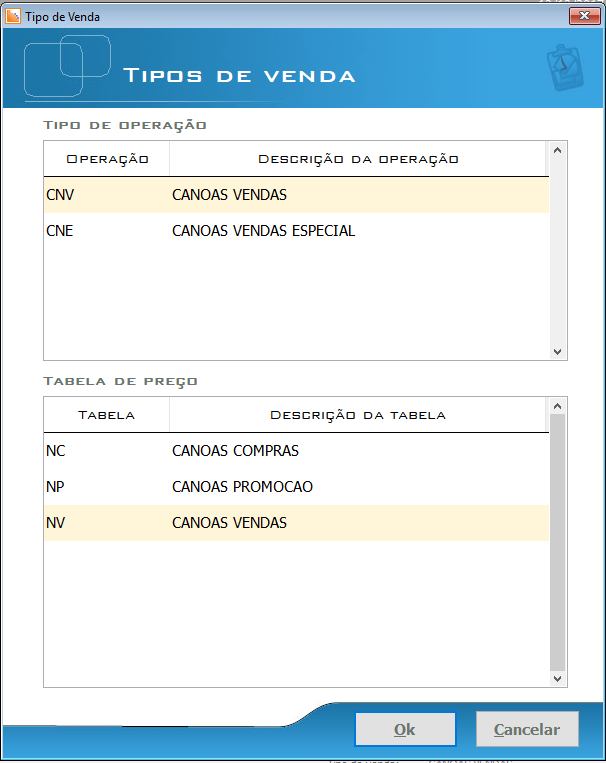 Tipo de Venda
Tipos de venda
Tipo de operação
Operação Descrição da operação
CNV CANOAS VENDAS
CNE CANOAS VENDAS ESPECIAL
Tabela de preço
Tabela Descrição da tabela
NC CANOAS COMPRAS
NP CANOAS PROMOCAO
NV CANOAS VENDAS
Ok Cancelar